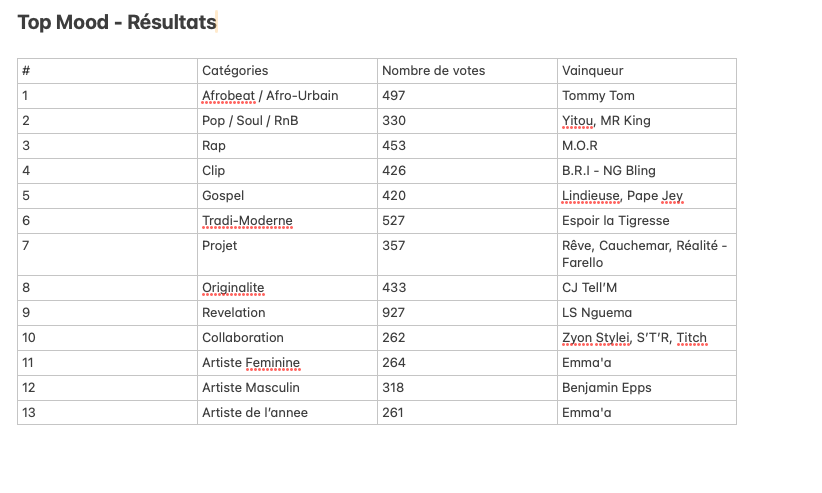 Top Mood - Résultats
# Catégories Nombre de votes Vainqueur
1 Afrobeat / Afro-Urbain 497 Tommy Tom
2 Pop / Soul / RnB 330 Yitou, MR King
3 Rap 453 M.O.R
4 Clip 426 B.R.I - NG Bling
5 Gospel 420 Lindieuse, Pape Jey
6 Tradi-Moderne 527 Espoir la Tigresse
7 Projet 357 Rêve, Cauchemar, Réalité -
Farello
8 Originalite 433 CJ Tell’M
9 Revelation 927 LS Nguema
10 Collaboration 262 Zyon Stylei, S’T’R, Titch
11 Artiste Feminine 264 Emma'a
12 Artiste Masculin 318 Benjamin Epps
13 Artiste de l’annee 261 Emma'a